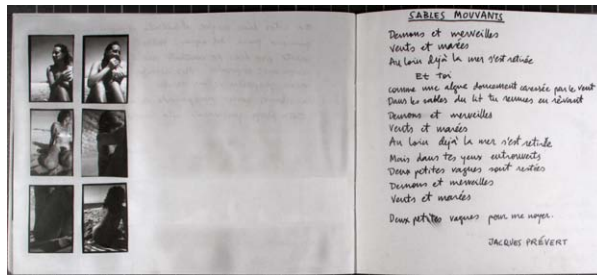 SABLES MOUVANTS
Demons et merveilles
Vents et marées
Au loin dejà la mer s'est retirée
Et toi
comme une algue doucement caressée par le vent
Dans les sables du lit tu remues en rêvant
Demons et merveilles
Vents et marées
Au loin dejà la mer s'est retirée
Mais dans tes yeux entrouverts
Deux petites vagues sont restées
Demons et merveilles
Vents et marées
Deux petites vagues pour me noyer.
JACQUES PRÉVERT